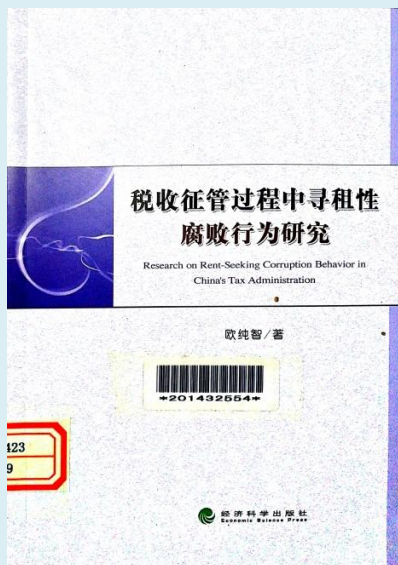 税收征管过程中寻租性
腐败行为研究
Research on Rent-Seeking Corruption Behavior in
China's Tax Administration
欧纯智/著
*201432554*
423
9
经济科学出版社
Economic Science Press